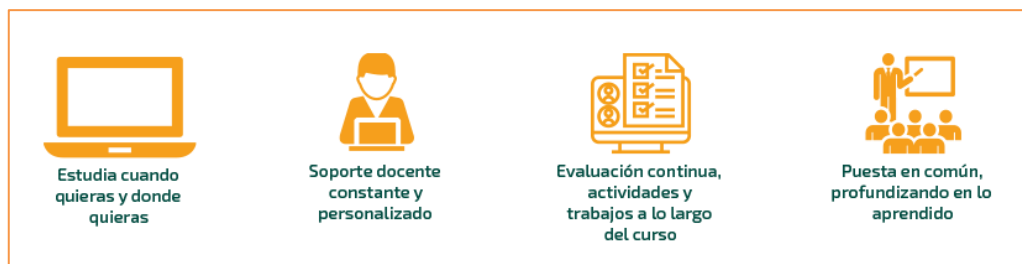 Estudia cuando
quieras y donde
quieras
Soporte docente
constante y
personalizado
Evaluación continua,
actividades y
trabajos a lo largo
del curso
Puesta en común,
profundizando en lo
aprendido